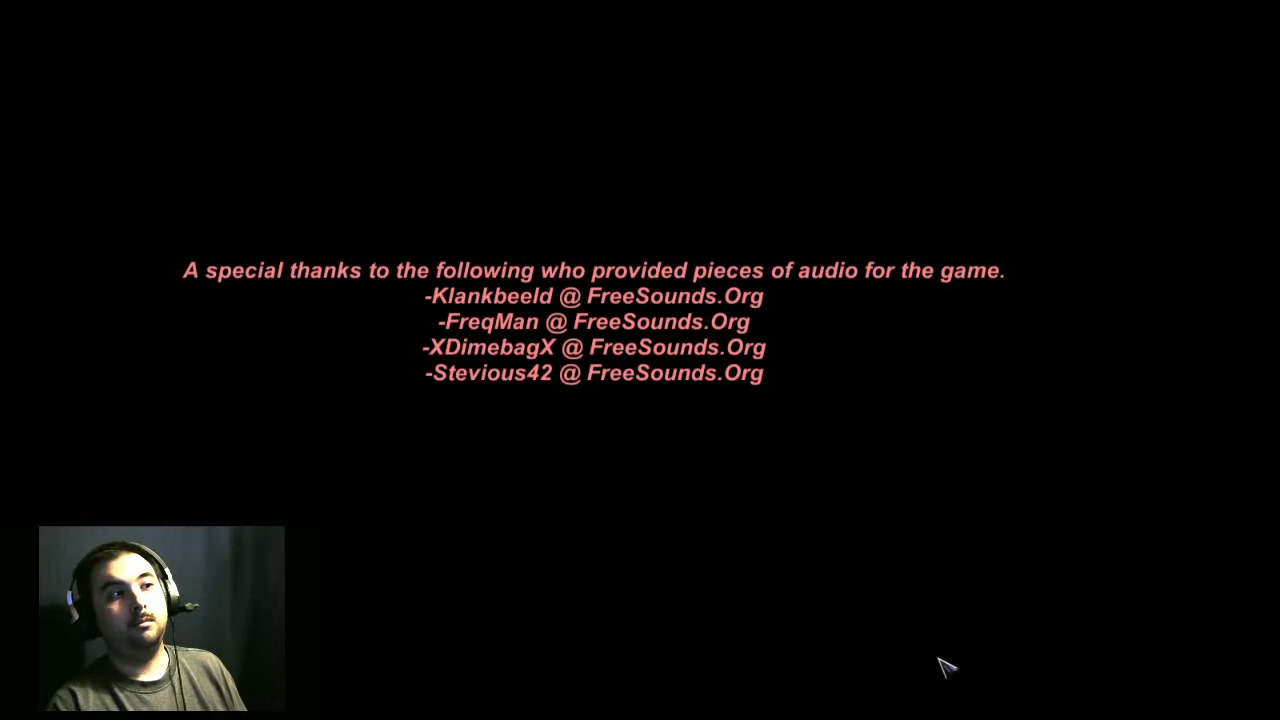 A special thanks to the following who provided pieces of audio for the game.
-Klankbeeld @ FreeSounds.Org
-FreqMan @ FreeSounds.Org
-XDimebagX @ FreeSounds.Org
-Stevious42 @ FreeSounds.Org